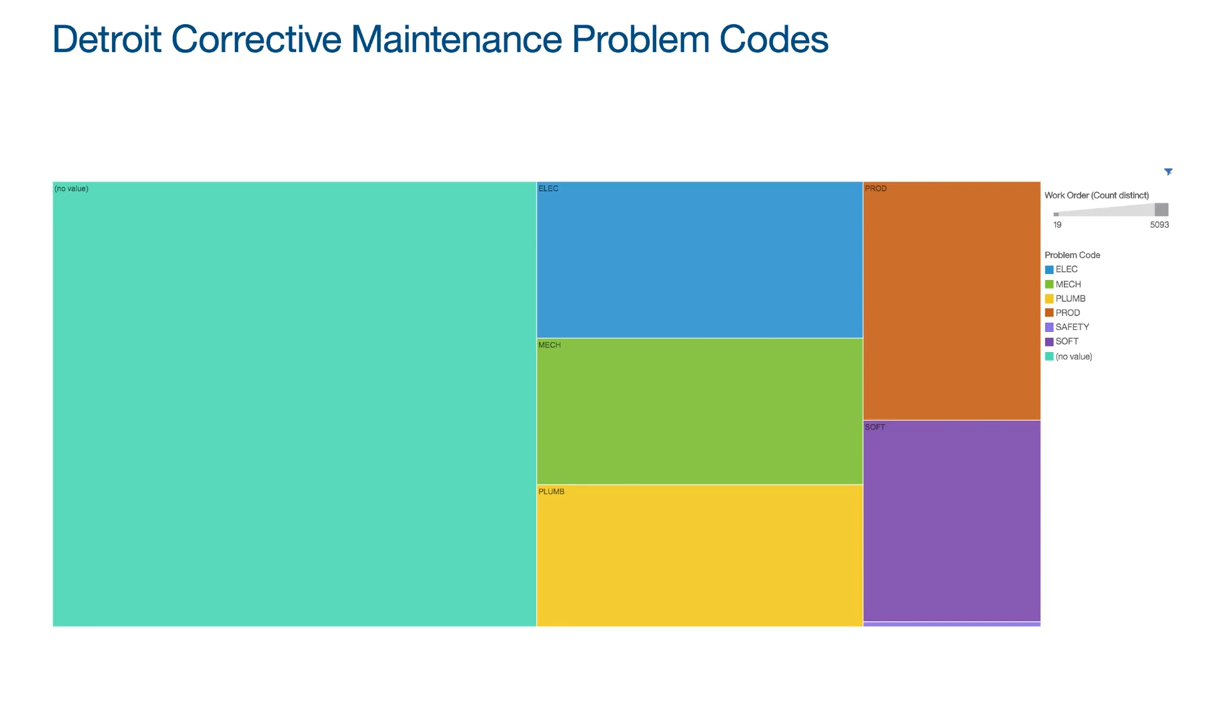 Detroit Corrective Maintenance Problem Codes
(no value)
ELEC
MECH
PLUMB
PROD
SOFT
Work Order (Count distinct)
19 5093
Problem Code
ELEC
MECH
PLUMB
PROD
SAFETY
SOFT
(no value)